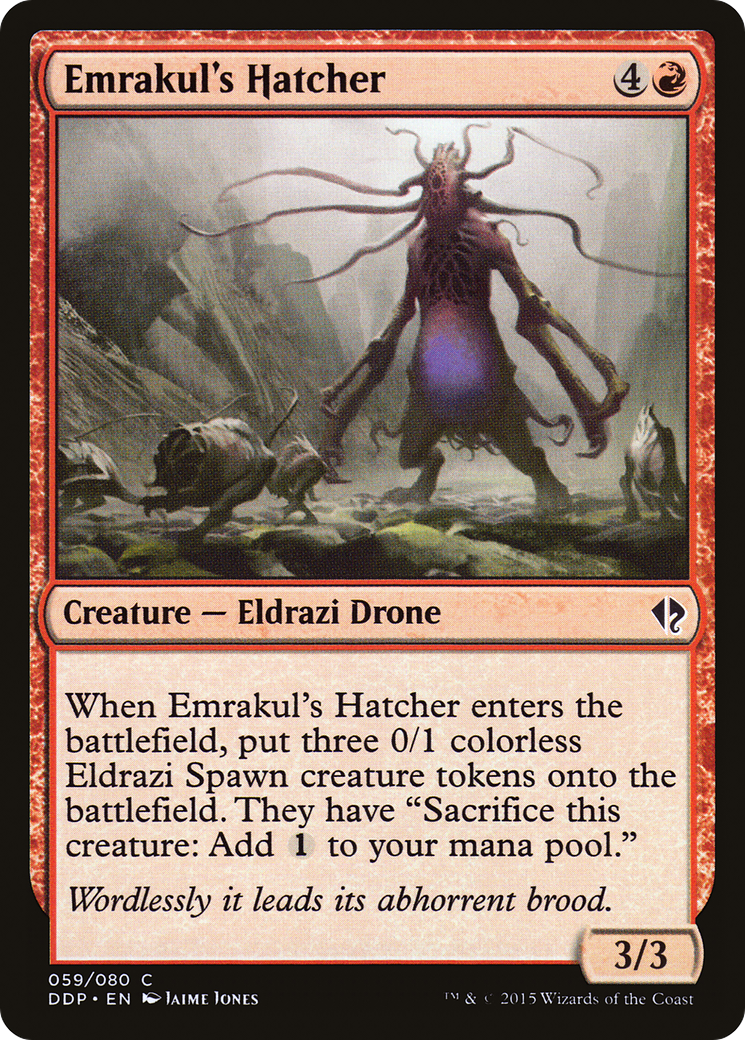 Emrakul's Hatcher 4
Creature — Eldrazi Drone
When Emrakul's Hatcher enters the
battlefield, put three 0/1 colorless
Eldrazi Spawn creature tokens onto the
battlefield. They have “Sacrifice this
creature: Add 1 to your mana pool.”
Wordlessly it leads its abhorrent brood.
3/3
059/080 C
DDP • EN Jaime Jones
™ & © 2015 Wizards of the Coast